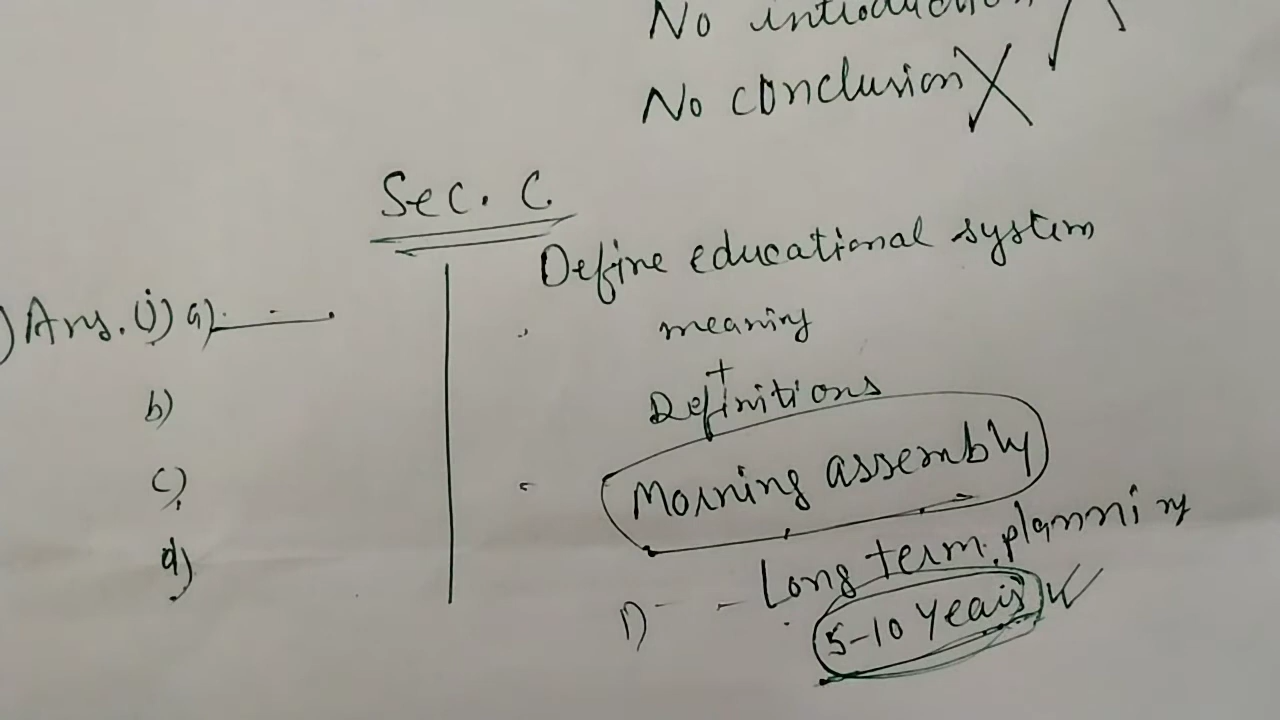 No introduction
No conclusion X
Sec. C.
) Ans. (i) a)
b)
c)
d)
Define educational system
meaning
+
Definitions
Morning assembly
1) - - Long term planning
5-10 Years ✓